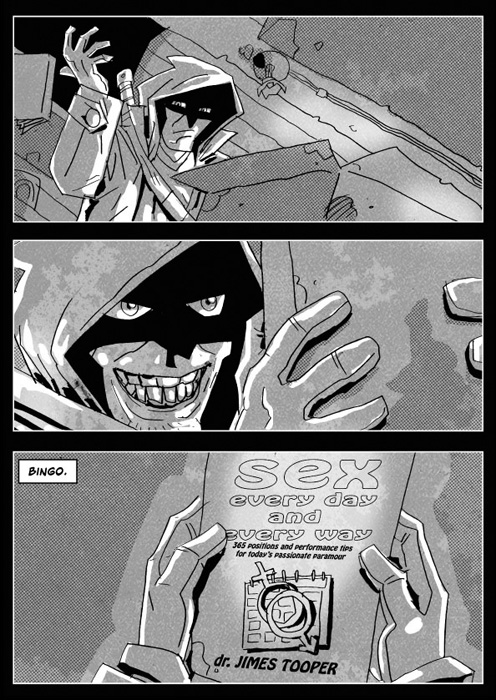 BINGO.
sex
every day
and
every way
365 positions and performance tips
for today's passionate paramour
dr. JIMES TOOPER